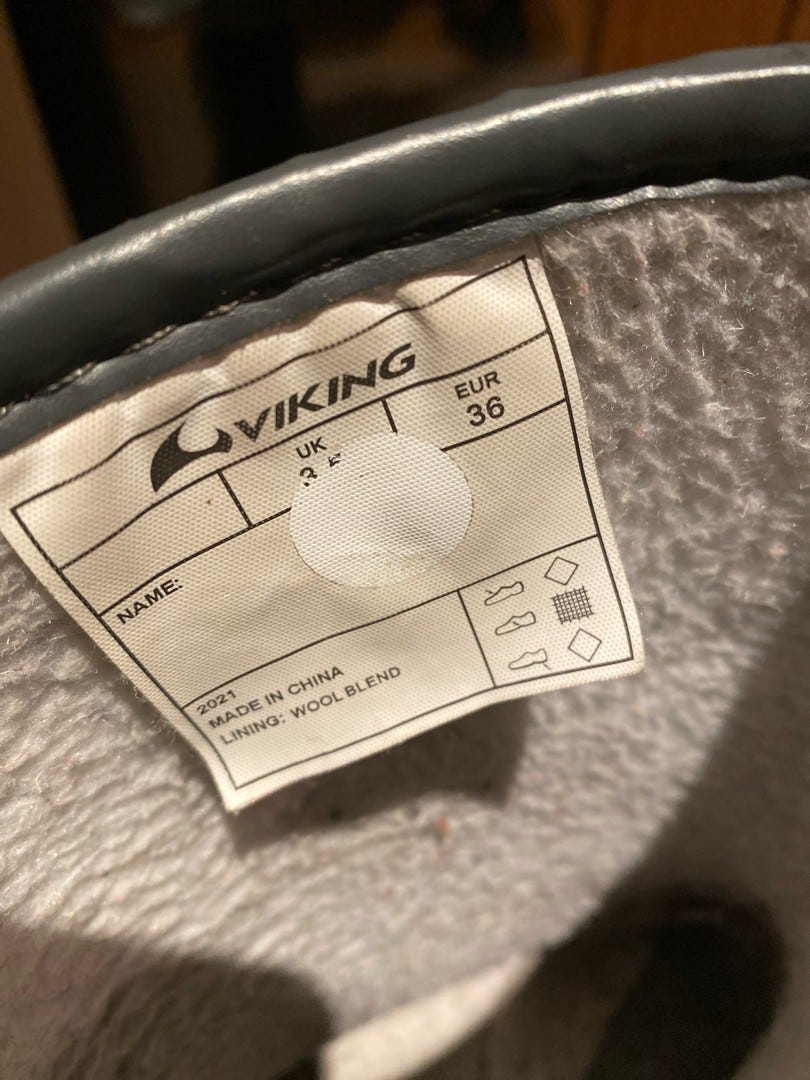 VIKING
UK
EUR
36
NAME:
2021
MADE IN CHINA
LINING: WOOL BLEND